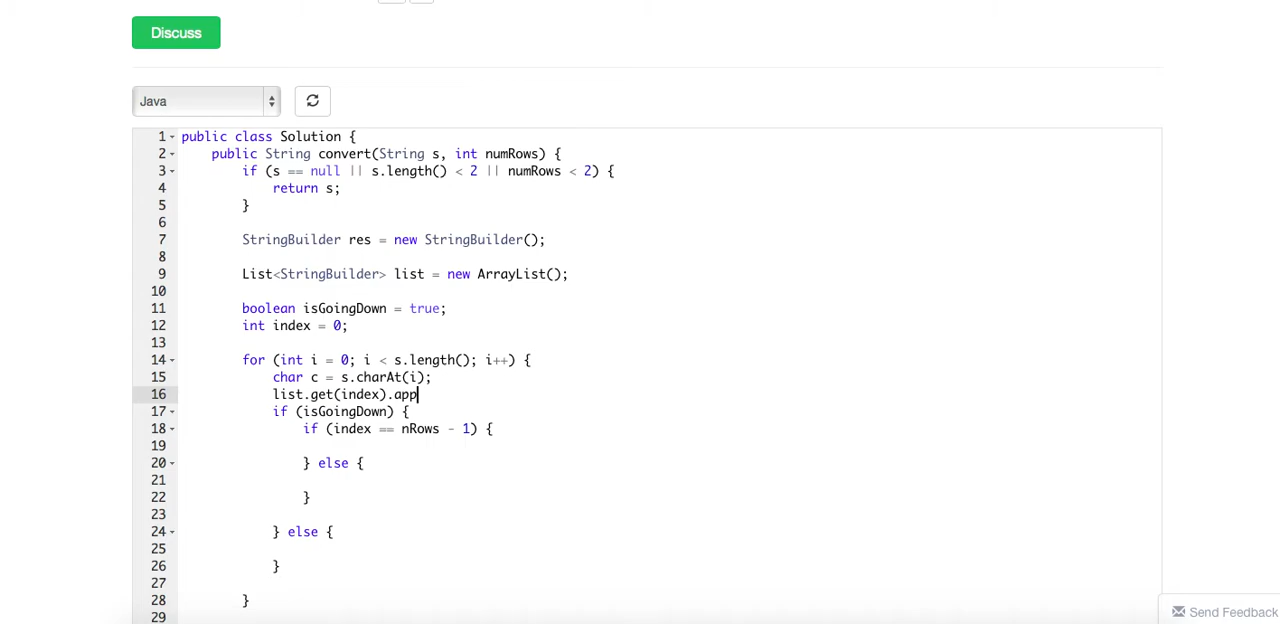 Discuss
Java
1 public class Solution {
2 public String convert(String s, int numRows) {
3 if (s == null || s.length() < 2 || numRows < 2) {
4 return s;
5 }
6
7 StringBuilder res = new StringBuilder();
8
9 List<StringBuilder> list = new ArrayList();
10
11 boolean isGoingDown = true;
12 int index = 0;
13
14 for (int i = 0; i < s.length(); i++) {
15 char c = s.charAt(i);
16 list.get(index).app
17 if (isGoingDown) {
18 if (index == nRows - 1) {
19
20 } else {
21
22 }
23
24 } else {
25
26 }
27
28 }
29
Send Feedback